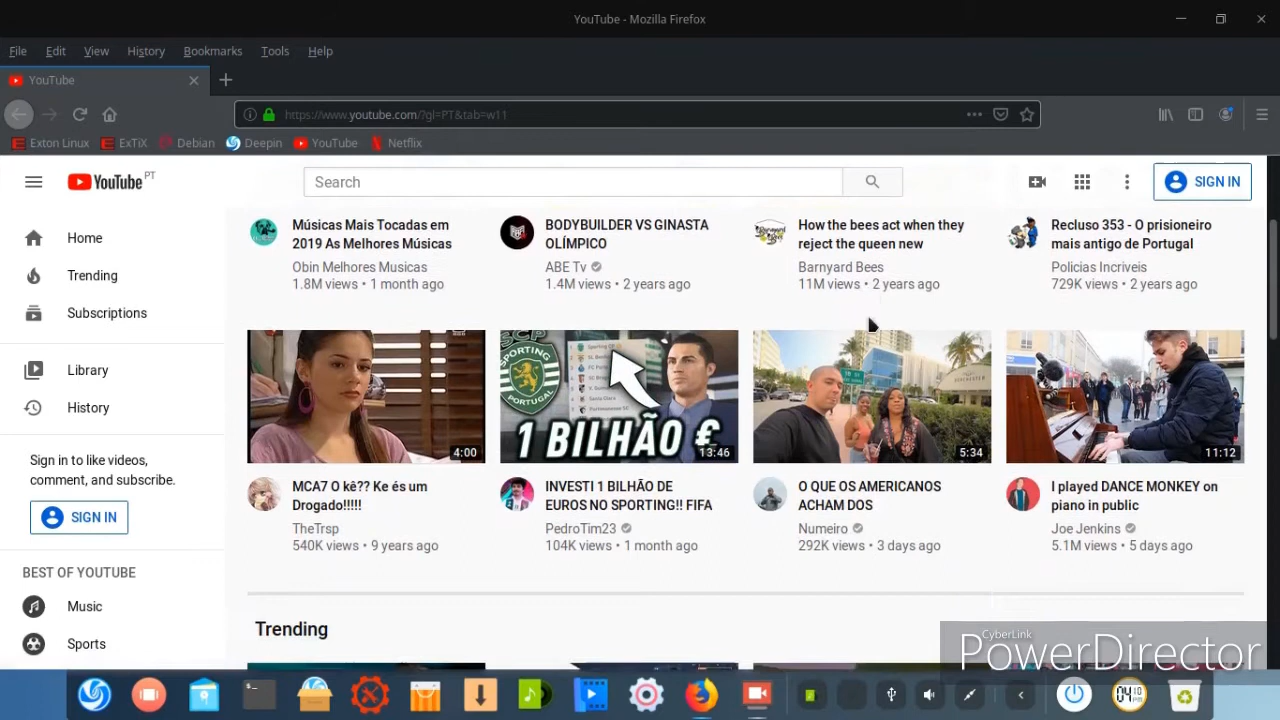 YouTube - Mozilla Firefox
File Edit View History Bookmarks Tools Help
YouTube
https://www.youtube.com/?gl=PT&tab=w11
Exton Linux ExTiX Debian Deepin YouTube Netflix
YouTube PT
Search
SIGN IN
Home
Trending
Subscriptions
Library
History
Sign in to like videos,
comment, and subscribe.
SIGN IN
BEST OF YOUTUBE
Music
Sports
Músicas Mais Tocadas em
2019 As Melhores Músicas
Obin Melhores Musicas
1.8M views • 1 month ago
BODYBUILDER VS GINASTA
OLÍMPICO
ABE Tv
1.4M views • 2 years ago
How the bees act when they
reject the queen new
Barnyard Bees
11M views • 2 years ago
Recluso 353 - O prisioneiro
mais antigo de Portugal
Policias Incriveis
729K views • 2 years ago
4:00
MCA7 O kê?? Ke és um
Drogado!!!!!
TheTrsp
540K views • 9 years ago
SCP
SPORTING
PORTUGAL
1 BILHÃO €
13:46
INVESTI 1 BILHÃO DE
EUROS NO SPORTING!! FIFA
PedroTim23
104K views • 1 month ago
5:34
O QUE OS AMERICANOS
ACHAM DOS
Numeiro
292K views • 3 days ago
11:12
I played DANCE MONKEY on
piano in public
Joe Jenkins
5.1M views • 5 days ago
Trending
CyberLink
PowerDirector
04 10 PM